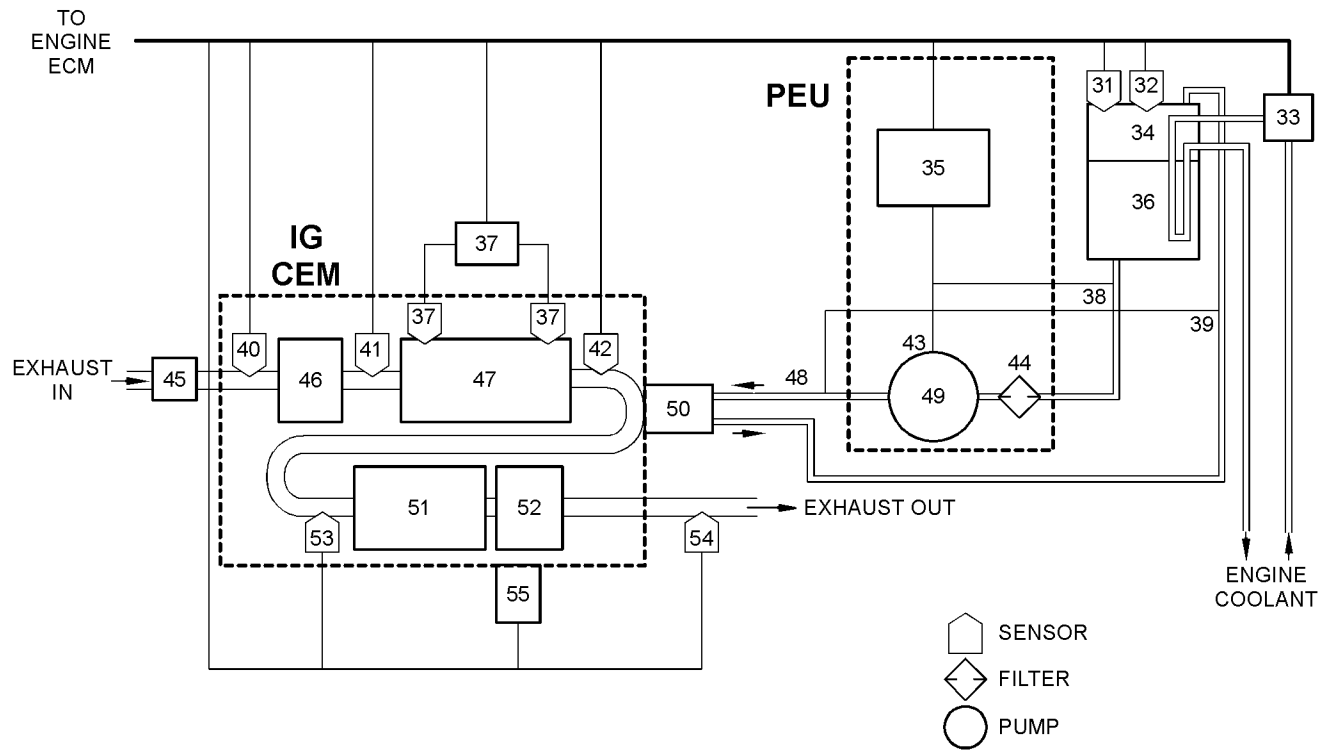 TO
ENGINE
ECM
PEU
31
32
33
34
35
36
37
IG
CEM
37
37
38
39
40
41
42
43
44
EXHAUST
IN
45
46
47
48
49
50
51
52
EXHAUST OUT
53
54
55
ENGINE
COOLANT
SENSOR
FILTER
PUMP